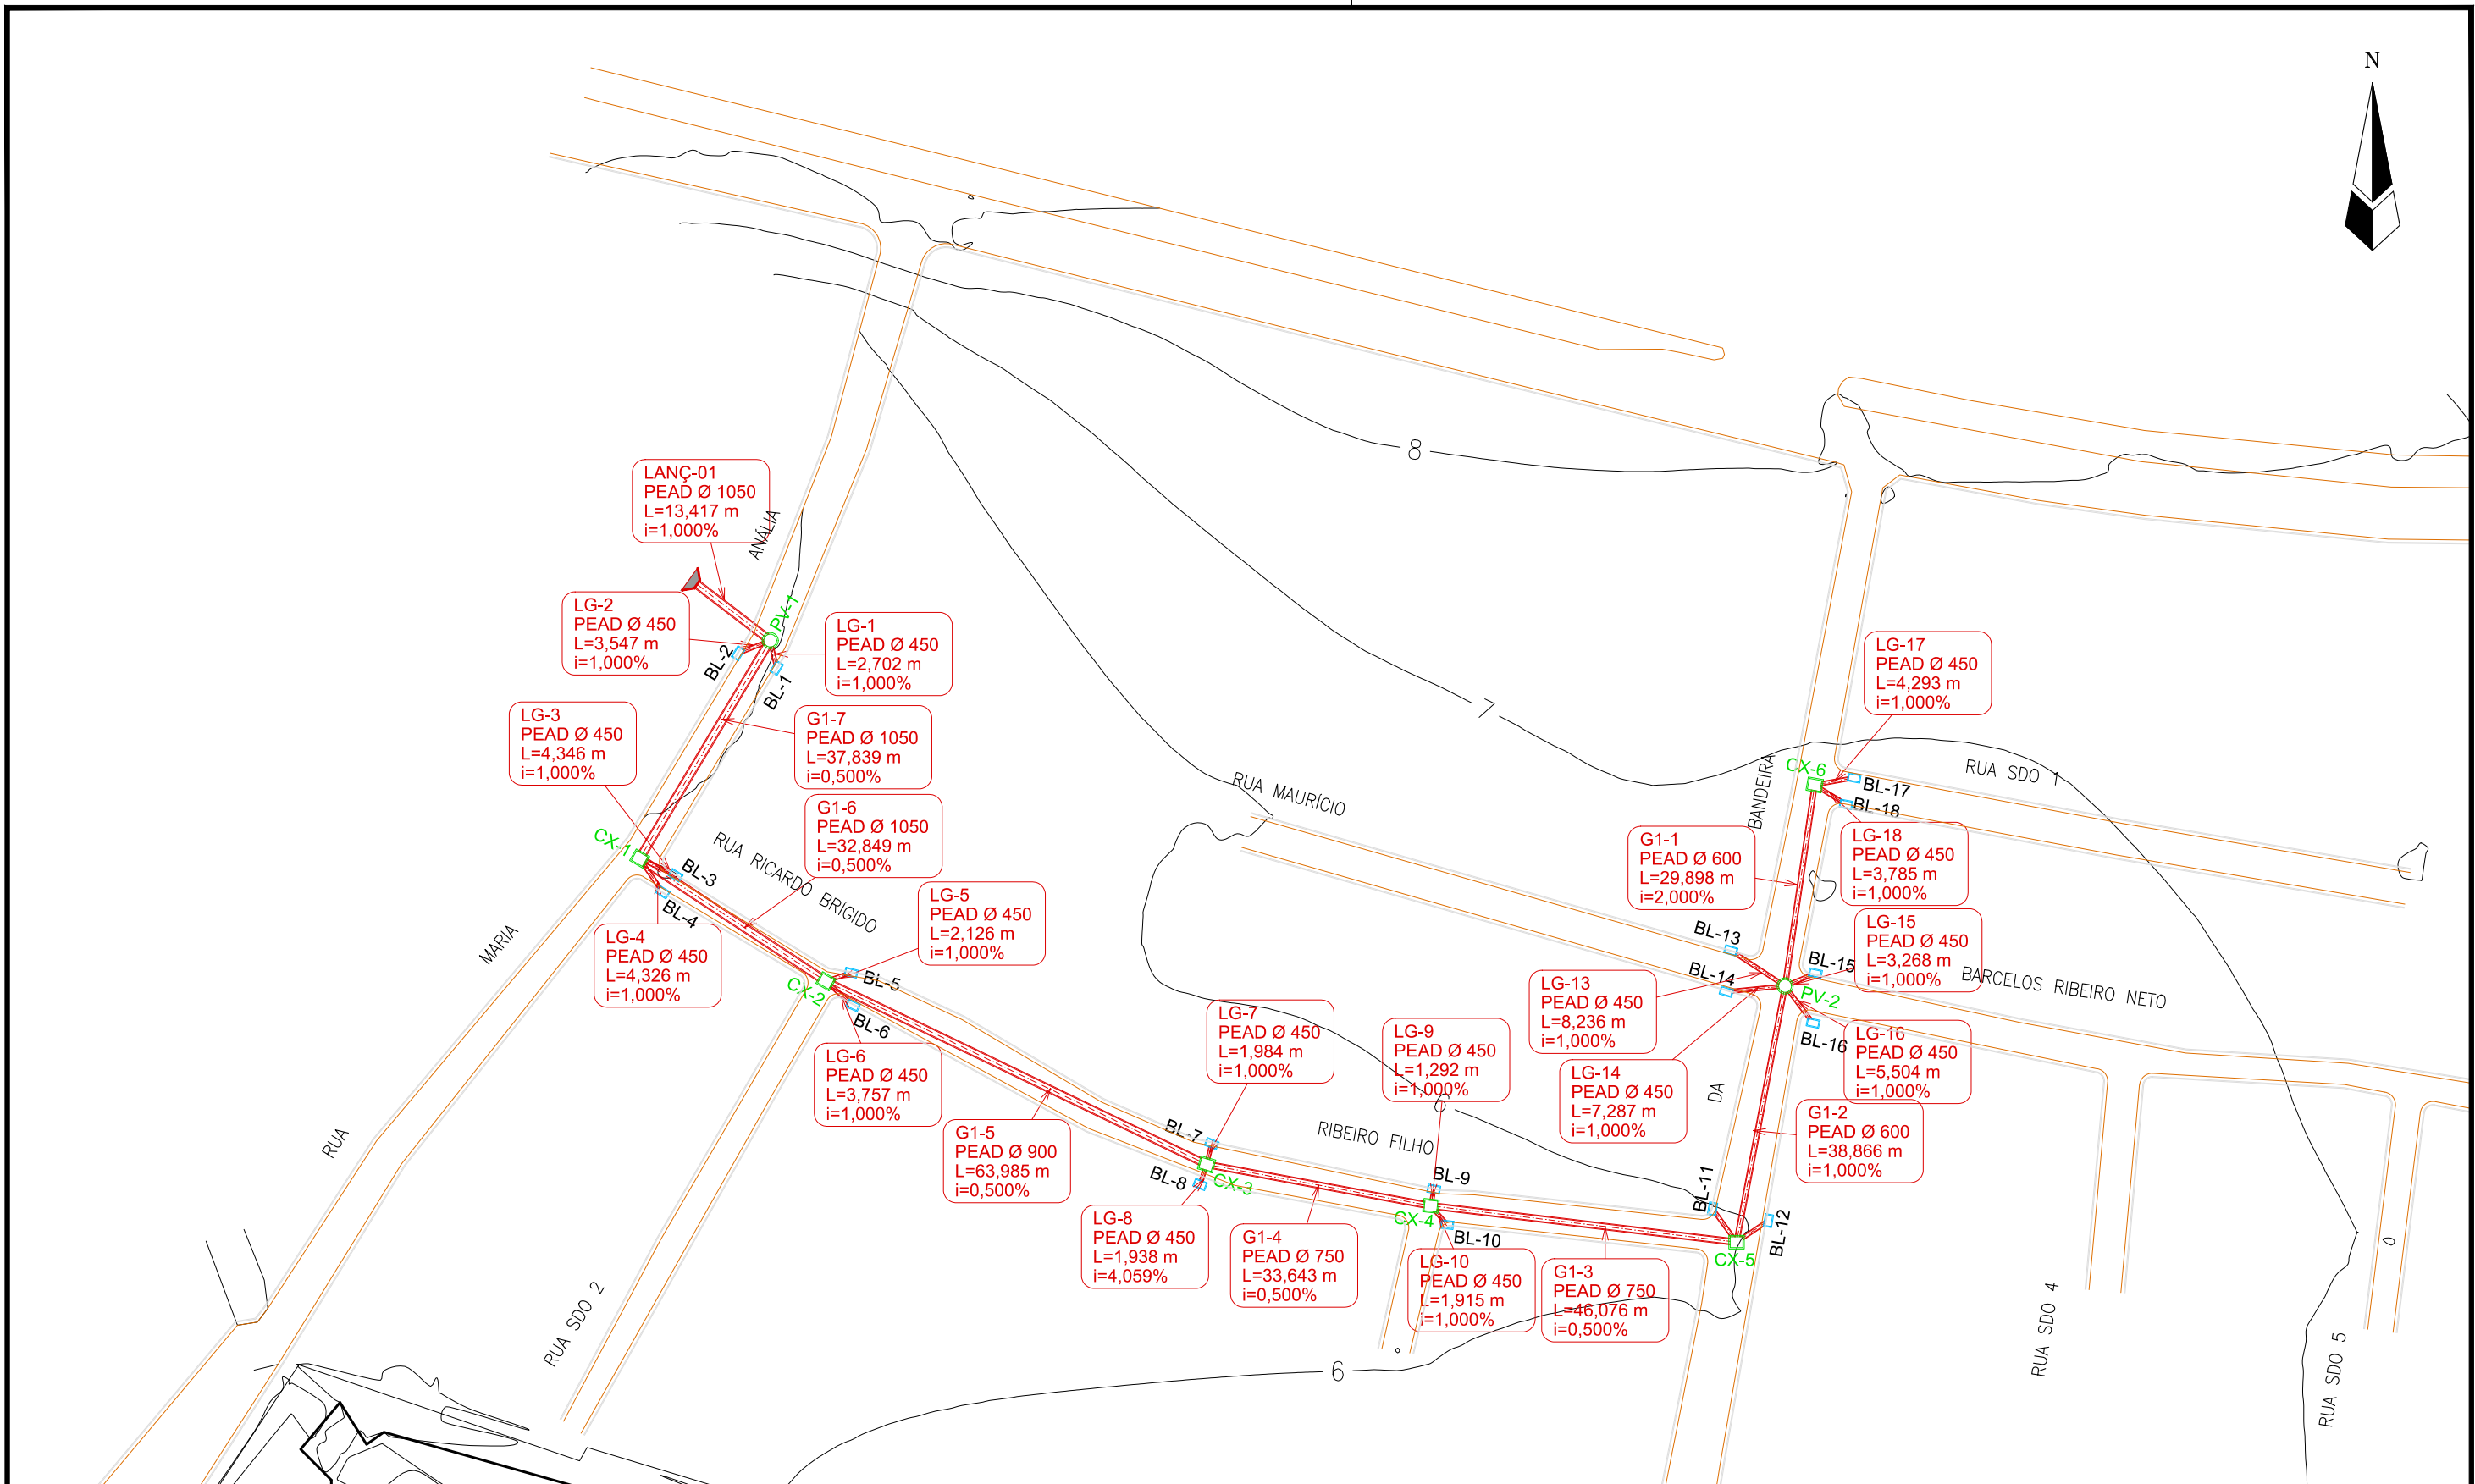 N
8
LANÇ-01
PEAD Ø 1050
L=13,417 m
i=1,000%
ANÁLIA
LG-2
PEAD Ø 450
L=3,547 m
i=1,000%
PV-1
BL-2
BL-1
LG-1
PEAD Ø 450
L=2,702 m
i=1,000%
LG-3
PEAD Ø 450
L=4,346 m
i=1,000%
G1-7
PEAD Ø 1050
L=37,839 m
i=0,500%
7
LG-17
PEAD Ø 450
L=4,293 m
i=1,000%
G1-6
PEAD Ø 1050
L=32,849 m
i=0,500%
CX-1
BL-3
BL-4
RUA RICARDO BRÍGIDO
RUA MAURÍCIO
BANDEIRA
CX-6
BL-17
BL-18
RUA SDO 1
G1-1
PEAD Ø 600
L=29,898 m
i=2,000%
LG-18
PEAD Ø 450
L=3,785 m
i=1,000%
LG-5
PEAD Ø 450
L=2,126 m
i=1,000%
LG-4
PEAD Ø 450
L=4,326 m
i=1,000%
MARIA
CX-2
BL-5
BL-6
BL-13
BL-14
BL-15
LG-15
PEAD Ø 450
L=3,268 m
i=1,000%
BARCELOS RIBEIRO NETO
PV-2
LG-13
PEAD Ø 450
L=8,236 m
i=1,000%
LG-7
PEAD Ø 450
L=1,984 m
i=1,000%
LG-9
PEAD Ø 450
L=1,292 m
i=1,000%
BL-16
LG-16
PEAD Ø 450
L=5,504 m
i=1,000%
LG-6
PEAD Ø 450
L=3,757 m
i=1,000%
LG-14
PEAD Ø 450
L=7,287 m
i=1,000%
DA
G1-2
PEAD Ø 600
L=38,866 m
i=1,000%
RUA
G1-5
PEAD Ø 900
L=63,985 m
i=0,500%
BL-7
BL-8
CX-3
RIBEIRO FILHO
6
BL-9
CX-4
BL-10
BL-11
BL-12
CX-5
LG-8
PEAD Ø 450
L=1,938 m
i=4,059%
G1-4
PEAD Ø 750
L=33,643 m
i=0,500%
LG-10
PEAD Ø 450
L=1,915 m
i=1,000%
G1-3
PEAD Ø 750
L=46,076 m
i=0,500%
RUA SDO 2
RUA SDO 4
RUA SDO 5
O
6